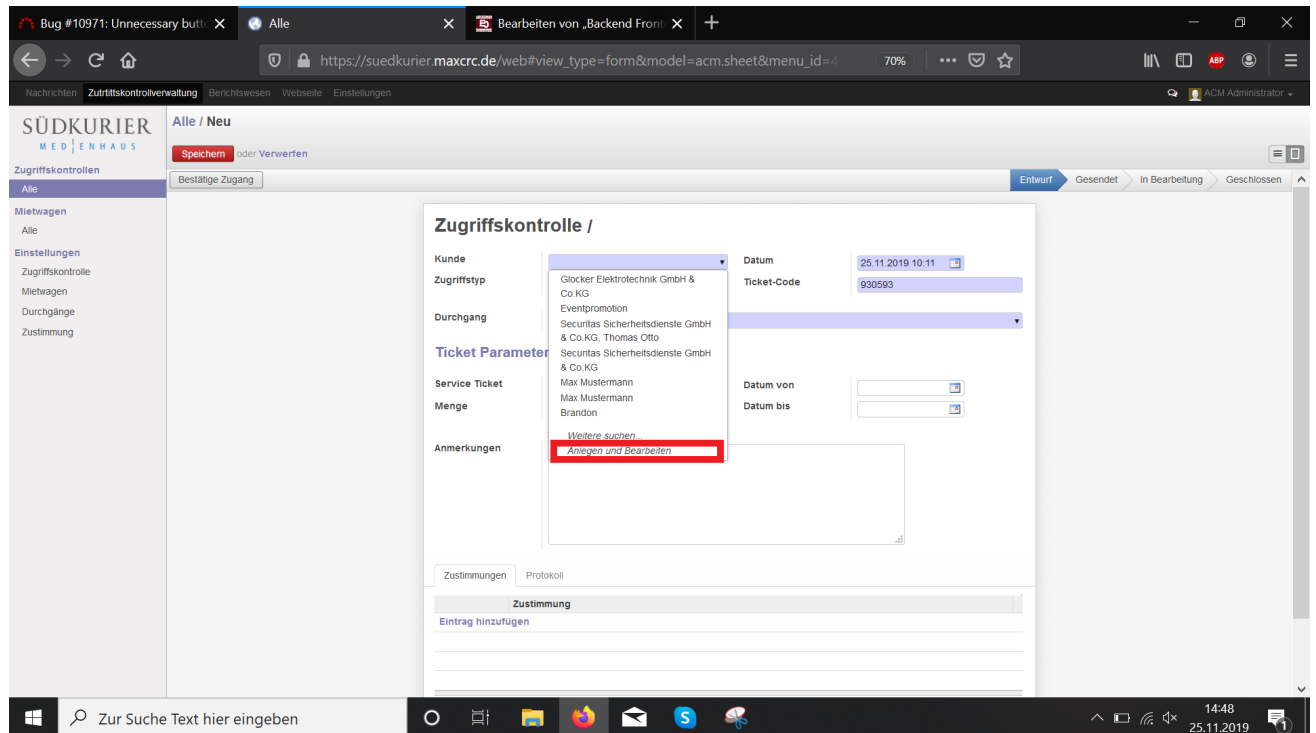 Bug #10971: Unnecessary butt
Alle
Bearbeiten von „Backend Front
https://suedkurier.maxcrc.de/web#view_type=form&model=acm.sheet&menu_id=4
70%
ABP
Nachrichten Zutrtittskontrollverwaltung Berichtswesen Webseite Einstellungen
ACM Administrator
SÜDKURIER
MEDIENHAUS
Alle / Neu
Speichern oder Verwerfen
Zugriffskontrollen
Alle
Mietwagen
Alle
Einstellungen
Zugriffskontrolle
Mietwagen
Durchgänge
Zustimmung
Bestätige Zugang
Entwurf Gesendet In Bearbeitung Geschlossen
Zugriffskontrolle /
Kunde
Datum 25.11.2019 10:11
Zugriffstyp
Ticket-Code 930593
Glocker Elektrotechnik GmbH &
Co.KG
Eventpromotion
Securitas Sicherheitsdienste GmbH
& Co.KG, Thomas Otto
Securitas Sicherheitsdienste GmbH
& Co.KG
Max Mustermann
Max Mustermann
Brandon
Weitere suchen...
Anlegen und Bearbeiten
Durchgang
Ticket Parameter
Service Ticket
Datum von
Menge
Datum bis
Anmerkungen
Zustimmungen Protokoll
Zustimmung
Eintrag hinzufügen
Zur Suche Text hier eingeben
S
14:48
25.11.2019
1